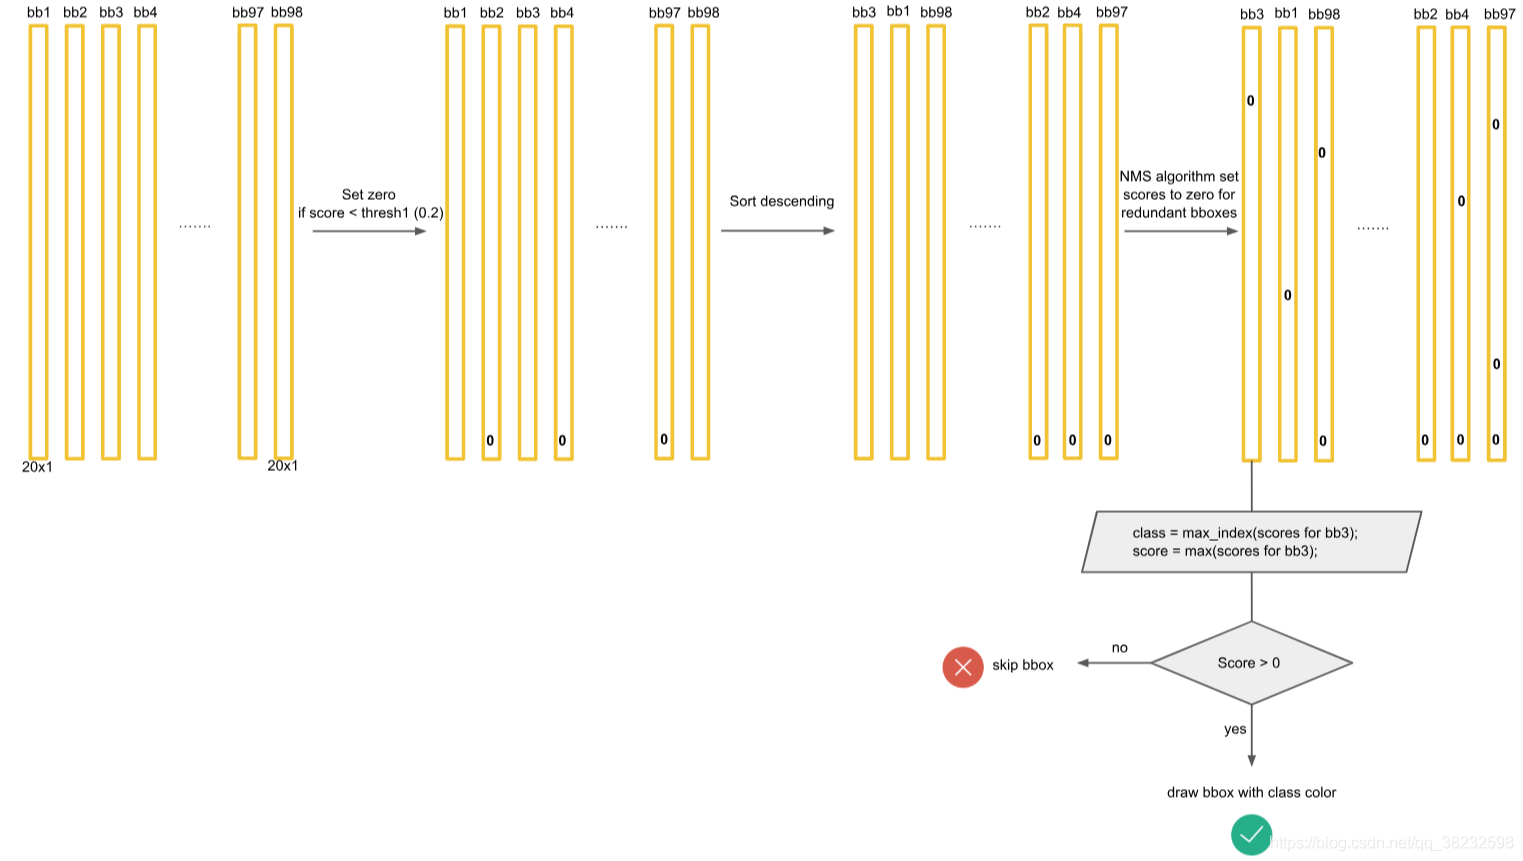 bb1 bb2 bb3 bb4 bb97 bb98 bb1 bb2 bb3 bb4 bb97 bb98 bb3 bb1 bb98 bb2 bb4 bb97 bb3 bb1 bb98 bb2 bb4 bb97
0
0
0
NMS algorithm set
scores to zero for
redundant bboxes
Set zero
if score < thresh1 (0.2)
Sort descending
0
....... ....... ....... .......
0
0
0 0 0 0 0 0 0 0 0 0
20x1 20x1
class = max_index(scores for bb3);
score = max(scores for bb3);
no
skip bbox
Score > 0
yes
draw bbox with class color
https://blog.csdn.net/qq_38232598